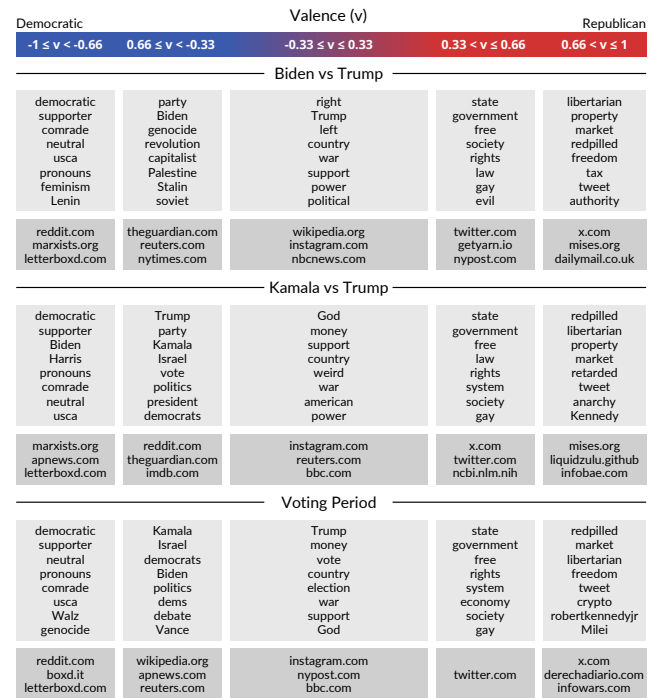 Valence (v)
Democratic Republican
-1 ≤ v < -0.66 0.66 ≤ v < -0.33 -0.33 ≤ v ≤ 0.33 0.33 < v ≤ 0.66 0.66 < v ≤ 1
Biden vs Trump
democratic party right state libertarian
supporter Biden Trump government property
comrade genocide left free market
neutral revolution country society redpilled
usca capitalist war rights freedom
pronouns Palestine support law tax
feminism Stalin power gay tweet
Lenin soviet political evil authority
reddit.com theguardian.com wikipedia.org twitter.com x.com
marxists.org reuters.com instagram.com getyarn.io mises.org
letterboxd.com nytimes.com nbcnews.com nypost.com dailymail.co.uk
Kamala vs Trump
democratic Trump God state redpilled
supporter party money government libertarian
Biden Kamala support free property
Harris Israel country law market
pronouns vote weird rights retarded
comrade politics war system tweet
neutral president american society anarchy
usca democrats power gay Kennedy
marxists.org reddit.com instagram.com x.com mises.org
apnews.com theguardian.com reuters.com twitter.com liquidzulu.github
letterboxd.com imdb.com bbc.com ncbi.nlm.nih infobae.com
Voting Period
democratic Kamala Trump state redpilled
supporter Israel money government market
neutral democrats vote free libertarian
pronouns Biden country rights freedom
comrade politics election system tweet
usca dems war economy crypto
Walz debate support society robertkennedyjr
genocide Vance God gay Milei
reddit.com wikipedia.org instagram.com twitter.com x.com
boxd.it apnews.com nypost.com derechadiario.com
letterboxd.com reuters.com bbc.com infowars.com